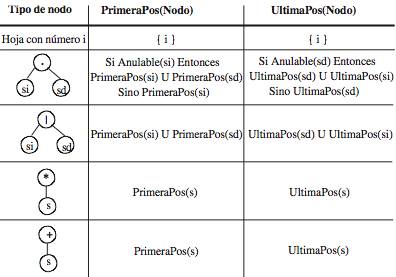 Tipo de nodo PrimeraPos(Nodo) UltimaPos(Nodo)
Hoja con número i { i } { i }
. si sd
Si Anulable(si) Entonces
PrimeraPos(si) U PrimeraPos(sd)
Sino PrimeraPos(si)
Si Anulable(sd) Entonces
UltimaPos(sd) U UltimaPos(si)
Sino UltimaPos(sd)
| si sd
PrimeraPos(si) U PrimeraPos(sd) UltimaPos(sd) U UltimaPos(si)
* s
PrimeraPos(s) UltimaPos(s)
+ s
PrimeraPos(s) UltimaPos(s)